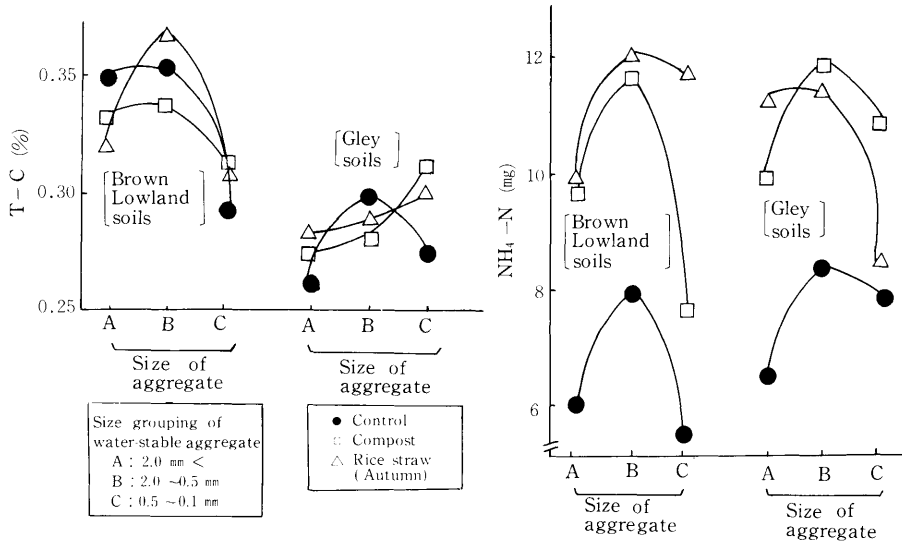 T－C (%)
0.35
0.30
0.25
Brown
Lowland
soils
Gley
soils
A B C A B C
Size of
aggregate
Size of
aggregate
Size grouping of
water-stable aggregate
A : 2.0 mm <
B : 2.0 ~0.5 mm
C : 0.5 ~0.1 mm
● Control
□ Compost
△ Rice straw
(Autumn)
NH₄ －N (mg)
12
10
8
6
Brown
Lowland
soils
Gley
soils
A B C A B C
Size of
aggregate
Size of
aggregate